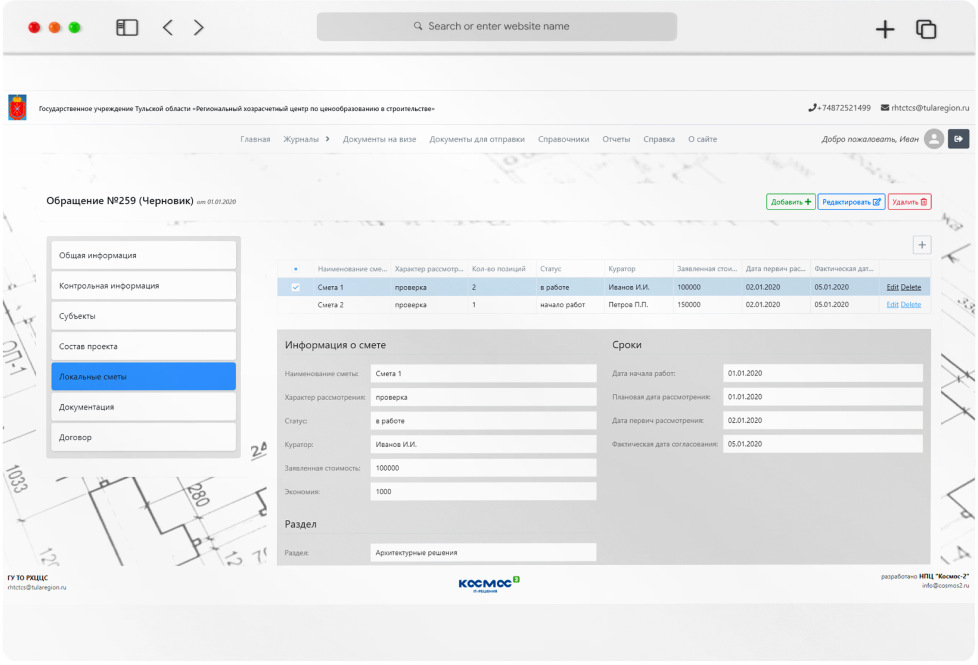 Search or enter website name
Государственное учреждение Тульской области «Региональный хозрасчетный центр по ценообразованию в строительстве»
+74872521499 rhtctcs@tularegion.ru
Главная Журналы Документы на визе Документы для отправки Справочники Отчеты Справка О сайте
Добро пожаловать, Иван
Обращение №259 (Черновик) от 01.01.2020
Добавить Редактировать Удалить
Общая информация
Контрольная информация
Субъекты
Состав проекта
Локальные сметы
Документация
Договор
Наименование сме... Характер рассмотр... Кол-во позиций Статус Куратор Заявленная стои... Дата первич рас... Фактическая дат...
Смета 1 проверка 2 в работе Иванов И.И. 100000 02.01.2020 05.01.2020 Edit Delete
Смета 2 проверка 1 начало работ Петров П.П. 150000 02.01.2020 05.01.2020 Edit Delete
Информация о смете
Наименование сметы: Смета 1
Характер рассмотрения: проверка
Статус: в работе
Куратор: Иванов И.И.
Заявленная стоимость: 100000
Экономия: 1000
Сроки
Дата начала работ: 01.01.2020
Плановая дата рассмотрения: 01.01.2020
Дата первич рассмотрения: 02.01.2020
Фактическая дата согласования: 05.01.2020
Раздел
Раздел: Архитектурные решения
1033
280
ГУ ТО РХЦЦС
rhtctcs@tularegion.ru
КОСМОС 2
IT-РЕШЕНИЯ
разработано НПЦ "Космос-2"
info@cosmos2.ru